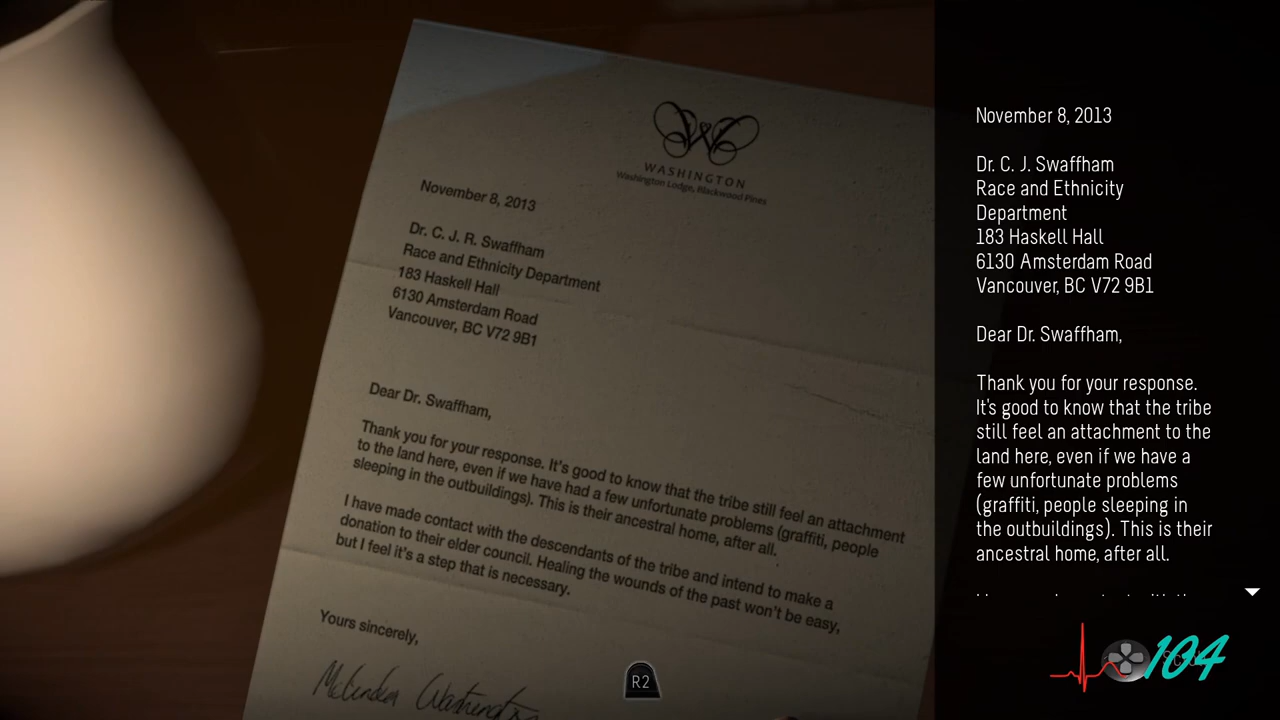 W
WASHINGTON
Washington Lodge, Blackwood Pines
November 8, 2013
Dr. C. J. R. Swaffham
Race and Ethnicity Department
183 Haskell Hall
6130 Amsterdam Road
Vancouver, BC V72 9B1
Dear Dr. Swaffham,
Thank you for your response. It's good to know that the tribe still feel an attachment
to the land here, even if we have had a few unfortunate problems (graffiti, people
sleeping in the outbuildings). This is their ancestral home, after all.
I have made contact with the descendants of the tribe and intend to make a
donation to their elder council. Healing the wounds of the past won't be easy,
but I feel it's a step that is necessary.
Yours sincerely,
Melinda Washington
R2
November 8, 2013
Dr. C. J. Swaffham
Race and Ethnicity
Department
183 Haskell Hall
6130 Amsterdam Road
Vancouver, BC V72 9B1
Dear Dr. Swaffham,
Thank you for your response.
It's good to know that the tribe
still feel an attachment to the
land here, even if we have a
few unfortunate problems
(graffiti, people sleeping in
the outbuildings). This is their
ancestral home, after all.
104